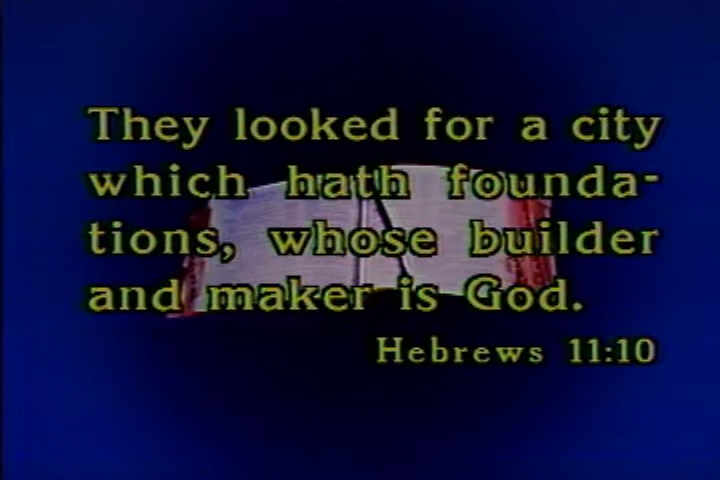 They looked for a city
which hath founda-
tions, whose builder
and maker is God.
Hebrews 11:10